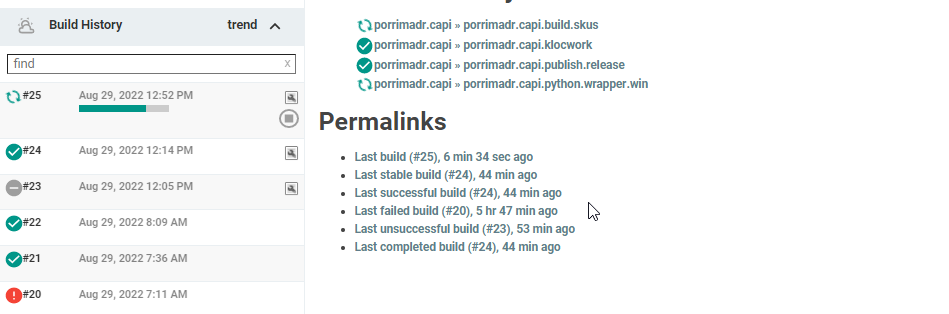 Build History
trend
find
x
#25
Aug 29, 2022 12:52 PM
#24
Aug 29, 2022 12:14 PM
#23
Aug 29, 2022 12:05 PM
#22
Aug 29, 2022 8:09 AM
#21
Aug 29, 2022 7:36 AM
#20
Aug 29, 2022 7:11 AM
porrimadr.capi » porrimadr.capi.build.skus
porrimadr.capi » porrimadr.capi.klocwork
porrimadr.capi » porrimadr.capi.publish.release
porrimadr.capi » porrimadr.capi.python.wrapper.win
Permalinks
• Last build (#25), 6 min 34 sec ago
• Last stable build (#24), 44 min ago
• Last successful build (#24), 44 min ago
• Last failed build (#20), 5 hr 47 min ago
• Last unsuccessful build (#23), 53 min ago
• Last completed build (#24), 44 min ago